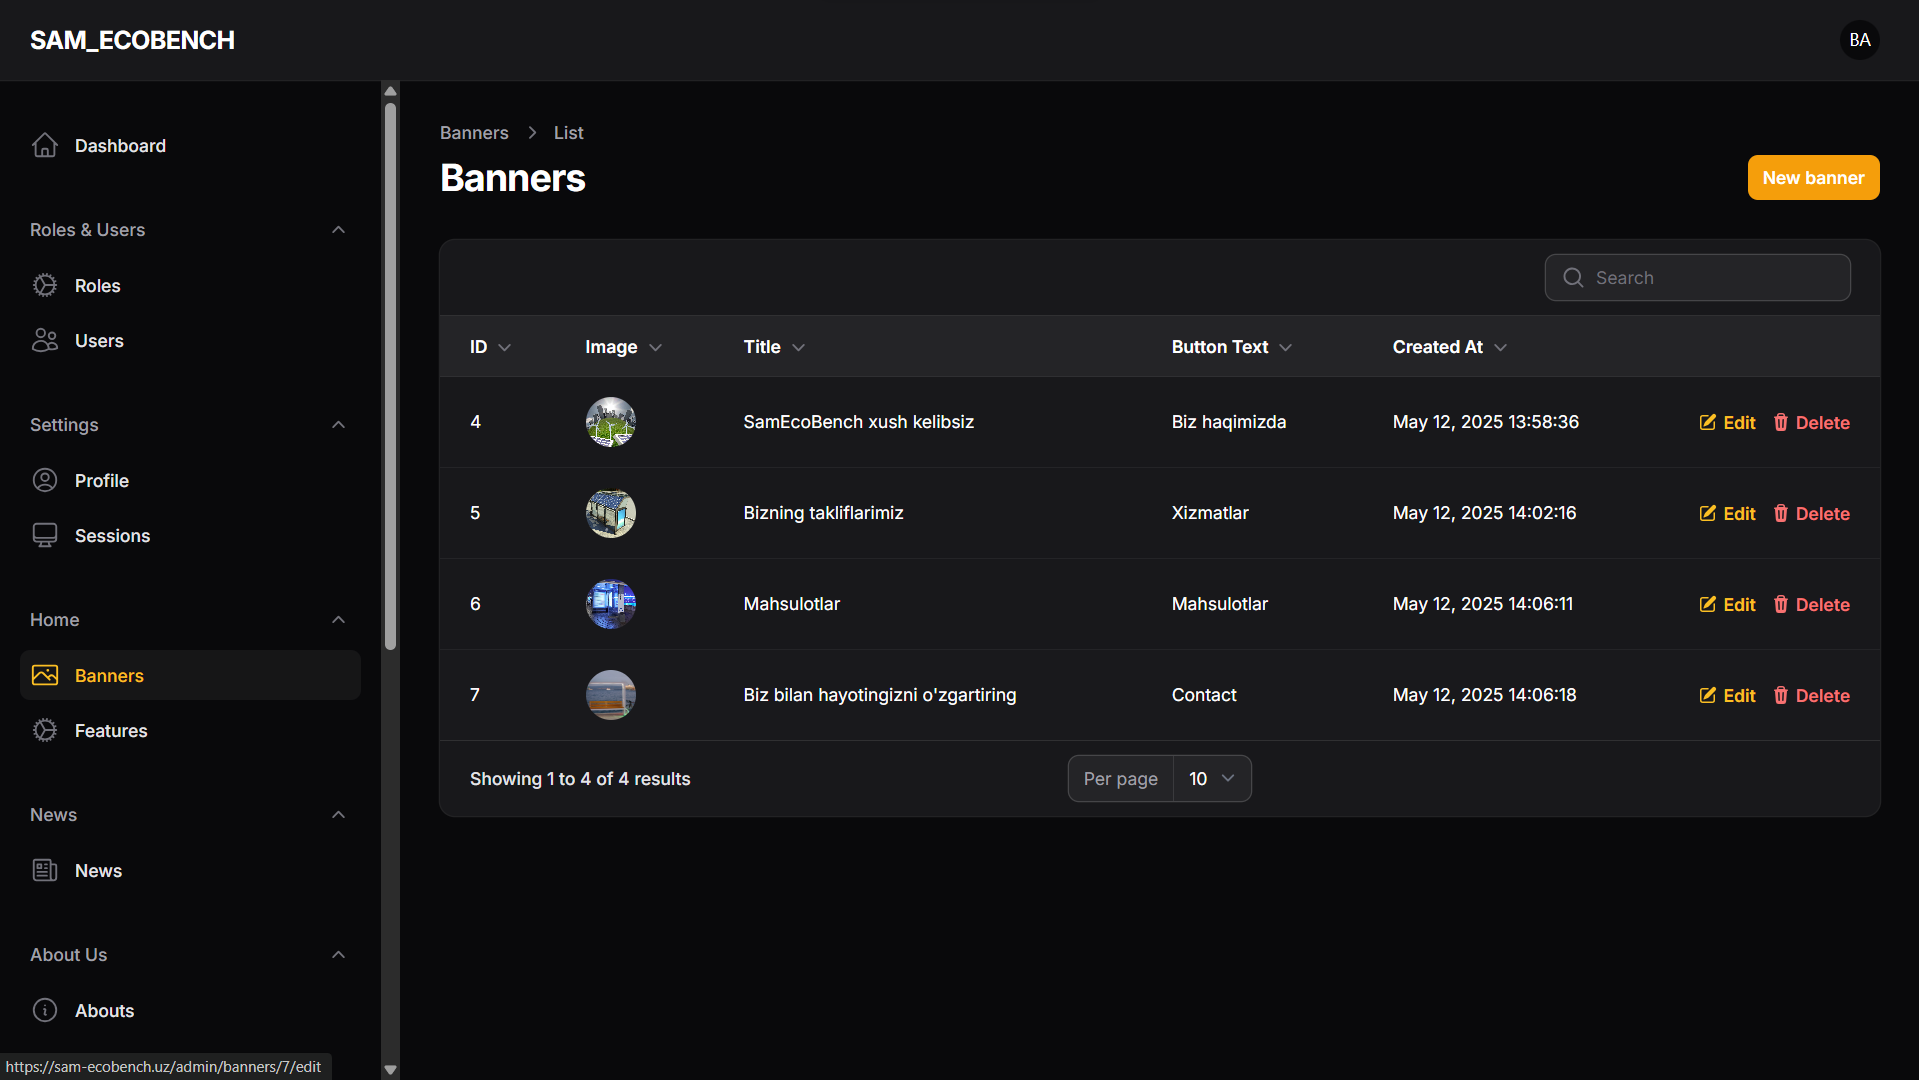 SAM_ECOBENCH
BA
Dashboard
Roles & Users
Roles
Users
Settings
Profile
Sessions
Home
Banners
Features
News
News
About Us
Abouts
https://sam-ecobench.uz/admin/banners/7/edit
Banners > List
Banners
New banner
Search
ID Image Title Button Text Created At
4 SamEcoBench xush kelibsiz Biz haqimizda May 12, 2025 13:58:36 Edit Delete
5 Bizning takliflarimiz Xizmatlar May 12, 2025 14:02:16 Edit Delete
6 Mahsulotlar Mahsulotlar May 12, 2025 14:06:11 Edit Delete
7 Biz bilan hayotingizni o'zgartiring Contact May 12, 2025 14:06:18 Edit Delete
Showing 1 to 4 of 4 results Per page 10